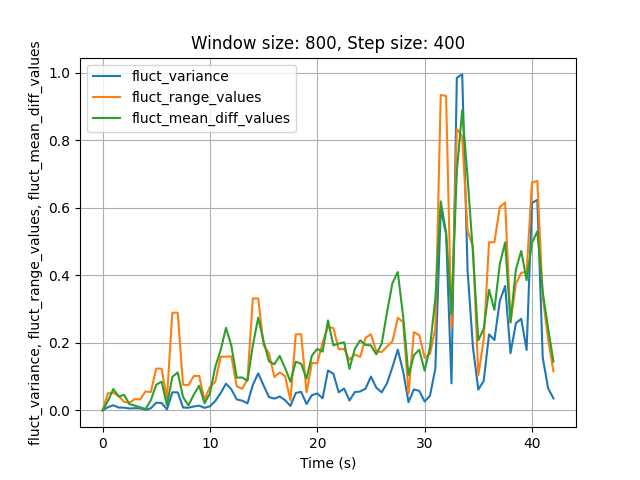 Window size: 800, Step size: 400
fluct_variance
fluct_range_values
fluct_mean_diff_values
fluct_variance, fluct_range_values, fluct_mean_diff_values
1.0
0.8
0.6
0.4
0.2
0.0
0 10 20 30 40
Time (s)